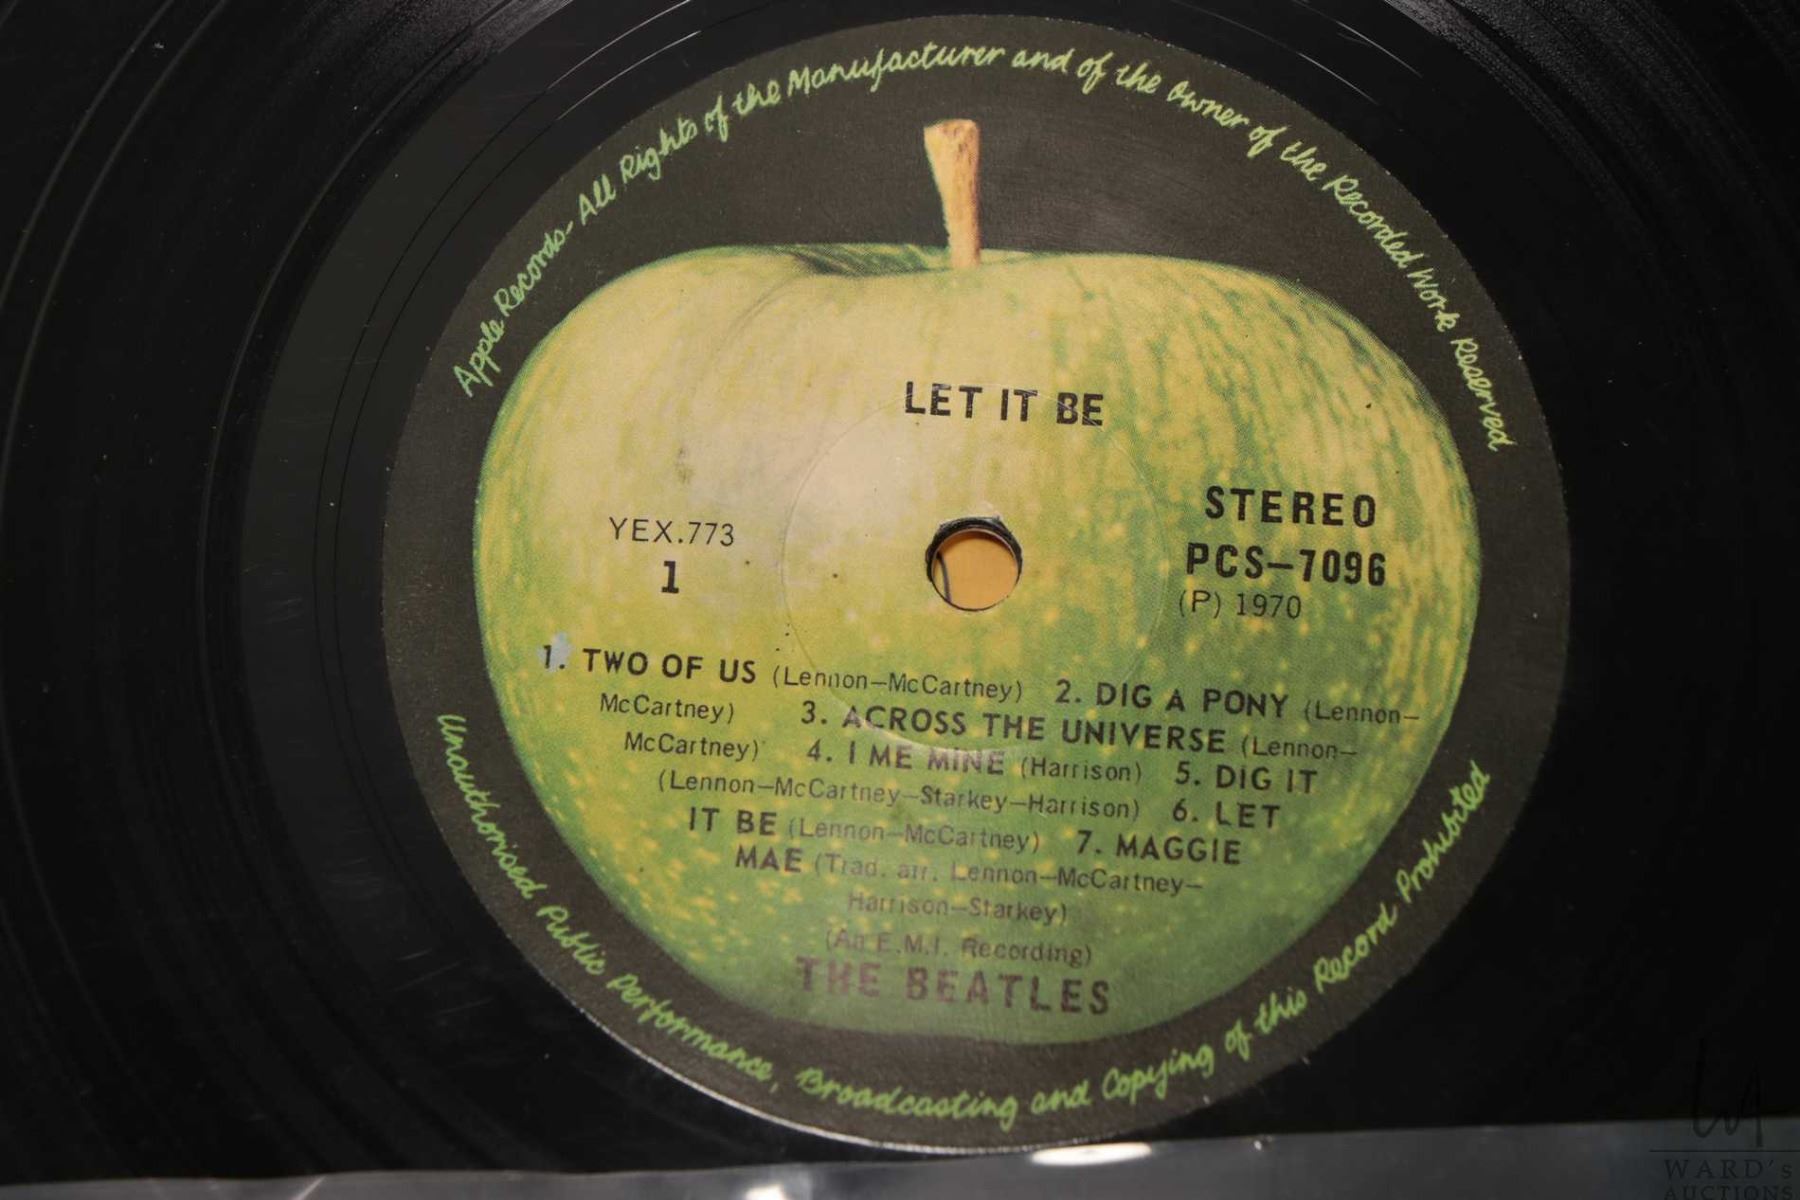 Apple Records- All Rights of the Manufacturer and of the Owner of the Recorded Work Reserved
LET IT BE
STEREO
YEX.773
PCS-7096
1
(P) 1970
1. TWO OF US (Lennon-McCartney) 2. DIG A PONY (Lennon-
McCartney) 3. ACROSS THE UNIVERSE (Lennon-
McCartney) 4. I ME MINE (Harrison) 5. DIG IT
(Lennon-McCartney-Starkey-Harrison) 6. LET
IT BE (Lennon-McCartney) 7. MAGGIE
MAE (Trad. arr. Lennon-McCartney-
Harrison-Starkey)
(An E.M.I. Recording)
THE BEATLES
Unauthorised Public Performance, Broadcasting and Copying of this Record Prohibited
WARD's
AUCTIONS